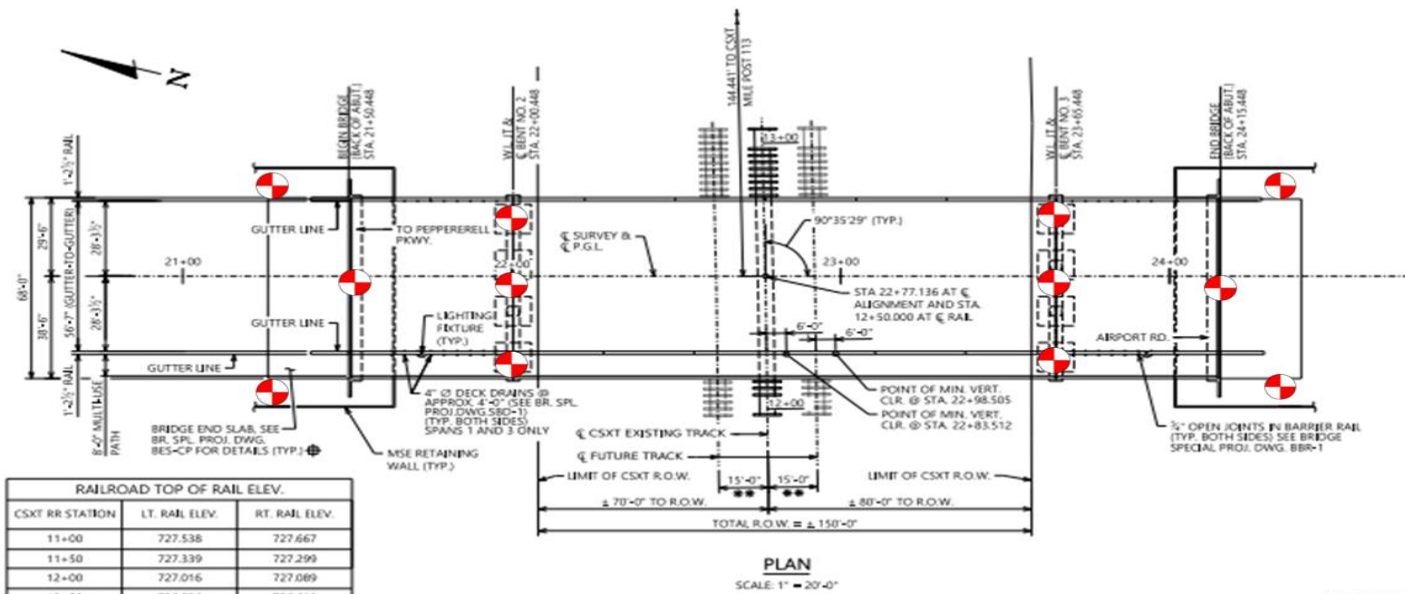 N
1'-2½" RAIL
68'-0"
29'-6"
38'-6"
56'-7" (GUTTER-TO-GUTTER)
28'-3½"
28'-3½"
1'-2½" RAIL
8'-0" MULTI-USE
PATH
BEGIN BRIDGE
(BACK OF ABUT.)
STA. 21+50.448
W.L. JT &
℄ BENT NO. 2
STA. 22+00.448
144.441' TO CSXT
MILE POST 113
W.L. JT &
℄ BENT NO. 3
STA. 23+65.448
END BRIDGE
(BACK OF ABUT.)
STA. 24+15.448
13+00
GUTTER LINE
TO PEPPERERELL
PKWY.
℄ SURVEY &
℄ P.G.L.
90°35'29" (TYP.)
21+00
22+00
23+00
24+00
STA 22+77.136 AT ℄
ALIGNMENT AND STA.
12+50.000 AT ℄ RAIL
GUTTER LINE
LIGHTING
FIXTURE
(TYP.)
6'-0"
6'-0"
AIRPORT RD.
GUTTER LINE
4" Ø DECK DRAINS @
APPROX. 4'-0" (SEE BR. SPL.
PROJ.DWG.SBD-1)
(TYP. BOTH SIDES)
SPANS 1 AND 3 ONLY
12+00
POINT OF MIN. VERT.
CLR. @ STA. 22+98.505
POINT OF MIN. VERT.
CLR. @ STA. 22+83.512
BRIDGE END SLAB, SEE
BR. SPL. PROJ. DWG.
BES-CP FOR DETAILS (TYP.)
MSE RETAINING
WALL (TYP.)
℄ CSXT EXISTING TRACK
℄ FUTURE TRACK
¾" OPEN JOINTS IN BARRIER RAIL
(TYP. BOTH SIDES) SEE BRIDGE
SPECIAL PROJ. DWG. BBR-1
LIMIT OF CSXT R.O.W.
15'-0"
15'-0"
LIMIT OF CSXT R.O.W.
** **
± 70'-0" TO R.O.W.
± 80'-0" TO R.O.W.
TOTAL R.O.W. = ± 150'-0"
PLAN
SCALE: 1" = 20'-0"
RAILROAD TOP OF RAIL ELEV.
CSXT RR STATION LT. RAIL ELEV. RT. RAIL ELEV.
11+00 727.538 727.667
11+50 727.339 727.299
12+00 727.016 727.089